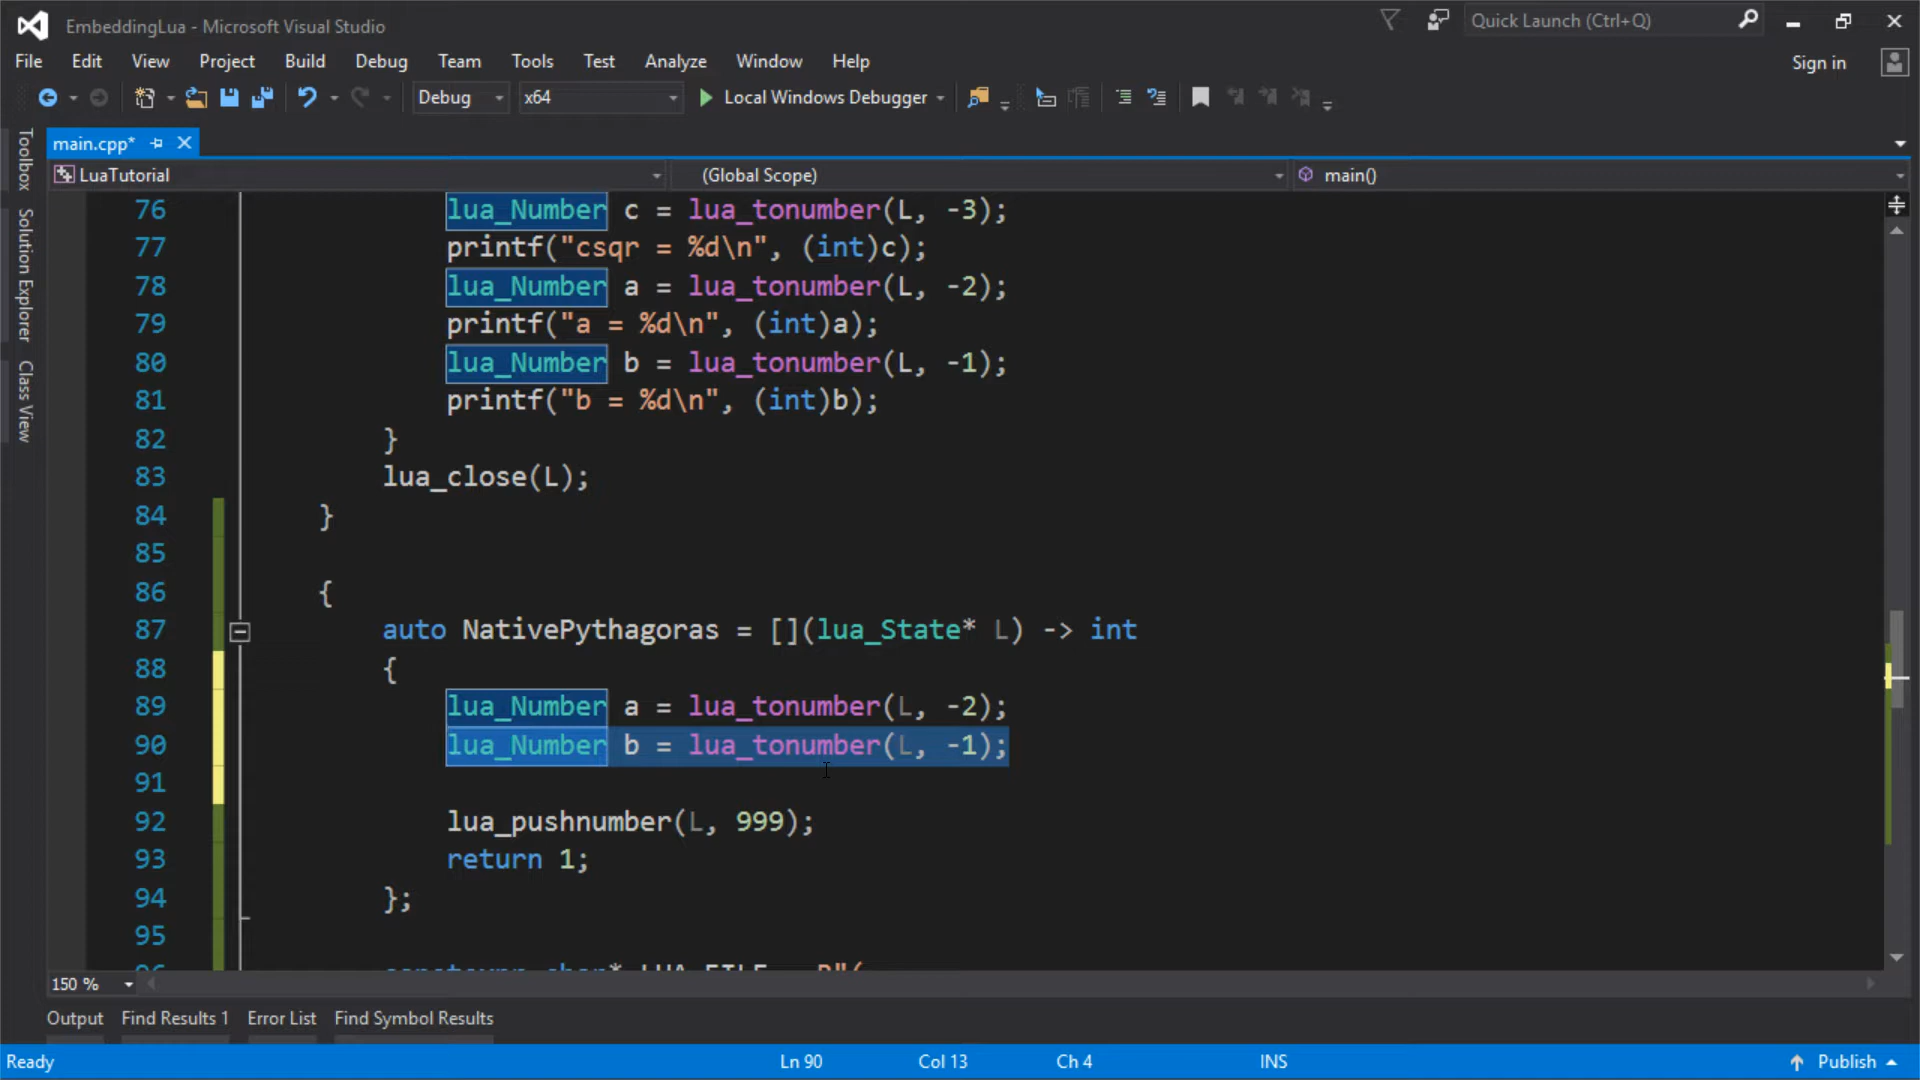 EmbeddingLua - Microsoft Visual Studio
Quick Launch (Ctrl+Q)
File Edit View Project Build Debug Team Tools Test Analyze Window Help
Sign in
Debug x64 Local Windows Debugger
main.cpp*
LuaTutorial (Global Scope) main()
Toolbox
Solution Explorer
Class View
76 lua_Number c = lua_tonumber(L, -3);
77 printf("csqr = %d\n", (int)c);
78 lua_Number a = lua_tonumber(L, -2);
79 printf("a = %d\n", (int)a);
80 lua_Number b = lua_tonumber(L, -1);
81 printf("b = %d\n", (int)b);
82 }
83 lua_close(L);
84 }
85
86 {
87 auto NativePythagoras = [](lua_State* L) -> int
88 {
89 lua_Number a = lua_tonumber(L, -2);
90 lua_Number b = lua_tonumber(L, -1);
91
92 lua_pushnumber(L, 999);
93 return 1;
94 };
95
150 %
Output Find Results 1 Error List Find Symbol Results
Ready Ln 90 Col 13 Ch 4 INS Publish